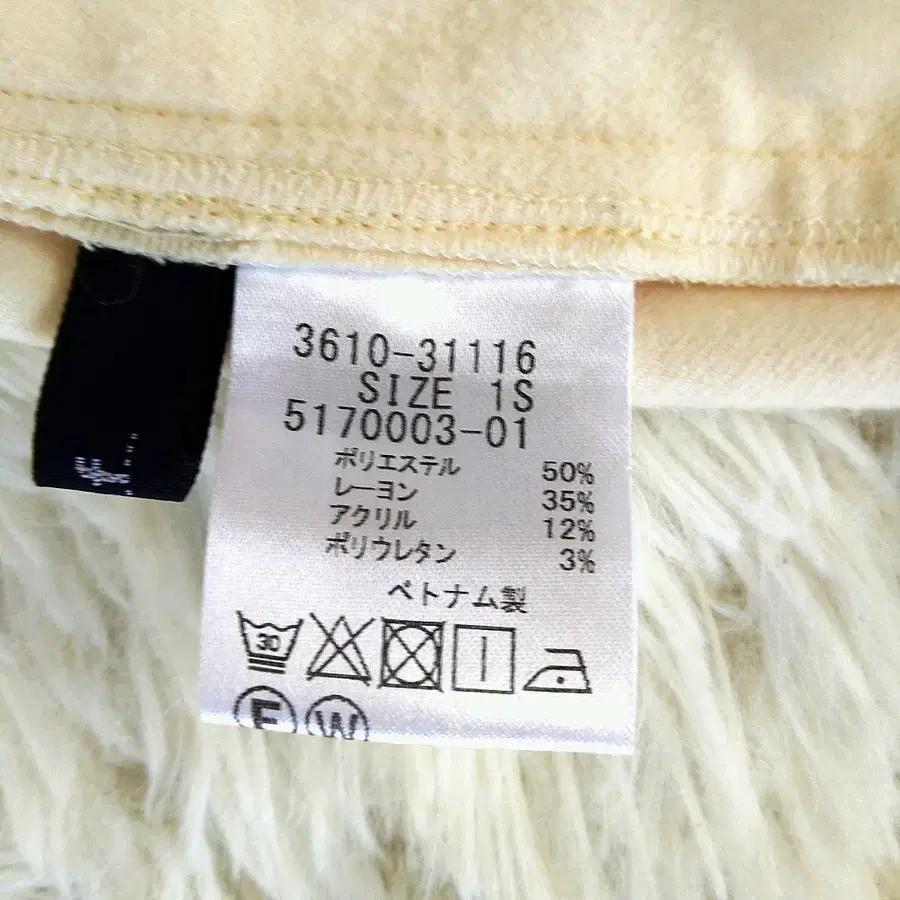 3610-31116
SIZE 1S
5170003-01
ポリエステル 50%
レーヨン 35%
アクリル 12%
ポリウレタン 3%
ベトナム製
30
F W